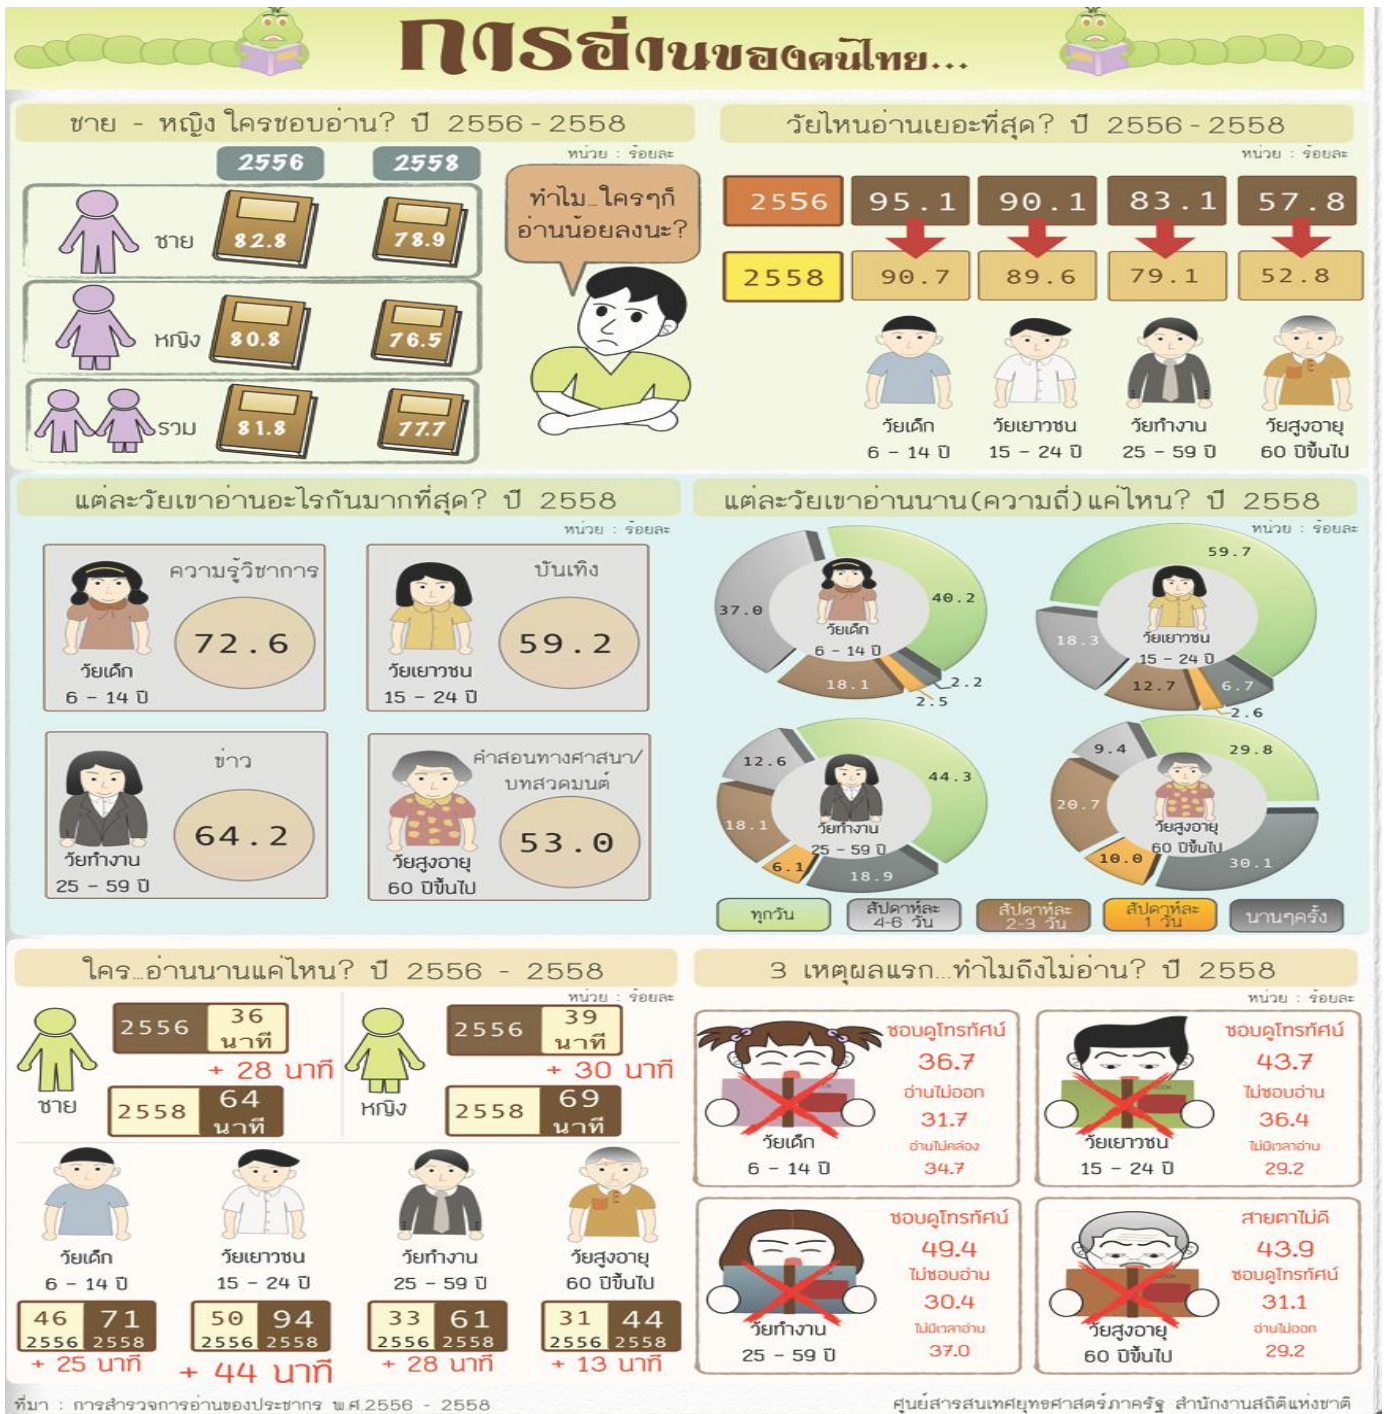 การอ่านของคนไทย...
ชาย - หญิง ใครชอบอ่าน? ปี 2556 - 2558
หน่วย : ร้อยละ
2556 2558
ชาย 82.8 78.9
หญิง 80.8 76.5
รวม 81.8 77.7
ทำไม...ใครๆก็
อ่านน้อยลงนะ?
วัยไหนอ่านเยอะที่สุด? ปี 2556 - 2558
หน่วย : ร้อยละ
2556 95.1 90.1 83.1 57.8
2558 90.7 89.6 79.1 52.8
วัยเด็ก วัยเยาวชน วัยทำงาน วัยสูงอายุ
6 - 14 ปี 15 - 24 ปี 25 - 59 ปี 60 ปีขึ้นไป
แต่ละวัยเขาอ่านอะไรกันมากที่สุด? ปี 2558
หน่วย : ร้อยละ
ความรู้วิชาการ
72.6
วัยเด็ก
6 - 14 ปี
บันเทิง
59.2
วัยเยาวชน
15 - 24 ปี
ข่าว
64.2
วัยทำงาน
25 - 59 ปี
คำสอนทางศาสนา/
บทสวดมนต์
53.0
วัยสูงอายุ
60 ปีขึ้นไป
แต่ละวัยเขาอ่านนาน(ความถี่)แค่ไหน? ปี 2558
หน่วย : ร้อยละ
37.0
40.2
วัยเด็ก
6 - 14 ปี
18.1
2.2
2.5
59.7
18.3
วัยเยาวชน
15 - 24 ปี
12.7
6.7
2.6
12.6
44.3
18.1
วัยทำงาน
25 - 59 ปี
6.1
18.9
9.4
29.8
20.7
วัยสูงอายุ
60 ปีขึ้นไป
10.0
30.1
ทุกวัน
สัปดาห์ละ
4-6 วัน
สัปดาห์ละ
2-3 วัน
สัปดาห์ละ
1 วัน
นานๆครั้ง
ใคร...อ่านนานแค่ไหน? ปี 2556 - 2558
หน่วย : ร้อยละ
ชาย
2556 36
นาที
+ 28 นาที
2558 64
นาที
หญิง
2556 39
นาที
+ 30 นาที
2558 69
นาที
วัยเด็ก วัยเยาวชน วัยทำงาน วัยสูงอายุ
6 - 14 ปี 15 - 24 ปี 25 - 59 ปี 60 ปีขึ้นไป
46 71 50 94 33 61 31 44
2556 2558 2556 2558 2556 2558 2556 2558
+ 25 นาที + 44 นาที + 28 นาที + 13 นาที
3 เหตุผลแรก...ทำไมถึงไม่อ่าน? ปี 2558
หน่วย : ร้อยละ
ชอบดูโทรทัศน์
36.7
อ่านไม่ออก
31.7
อ่านไม่คล่อง
34.7
วัยเด็ก
6 - 14 ปี
ชอบดูโทรทัศน์
43.7
ไม่ชอบอ่าน
36.4
ไม่มีเวลาอ่าน
29.2
วัยเยาวชน
15 - 24 ปี
ชอบดูโทรทัศน์
49.4
ไม่ชอบอ่าน
30.4
ไม่มีเวลาอ่าน
37.0
วัยทำงาน
25 - 59 ปี
สายตาไม่ดี
43.9
ชอบดูโทรทัศน์
31.1
อ่านไม่ออก
29.2
วัยสูงอายุ
60 ปีขึ้นไป
ที่มา : การสำรวจการอ่านของประชากร พ.ศ.2556 - 2558
ศูนย์สารสนเทศยุทธศาสตร์ภาครัฐ สำนักงานสถิติแห่งชาติ